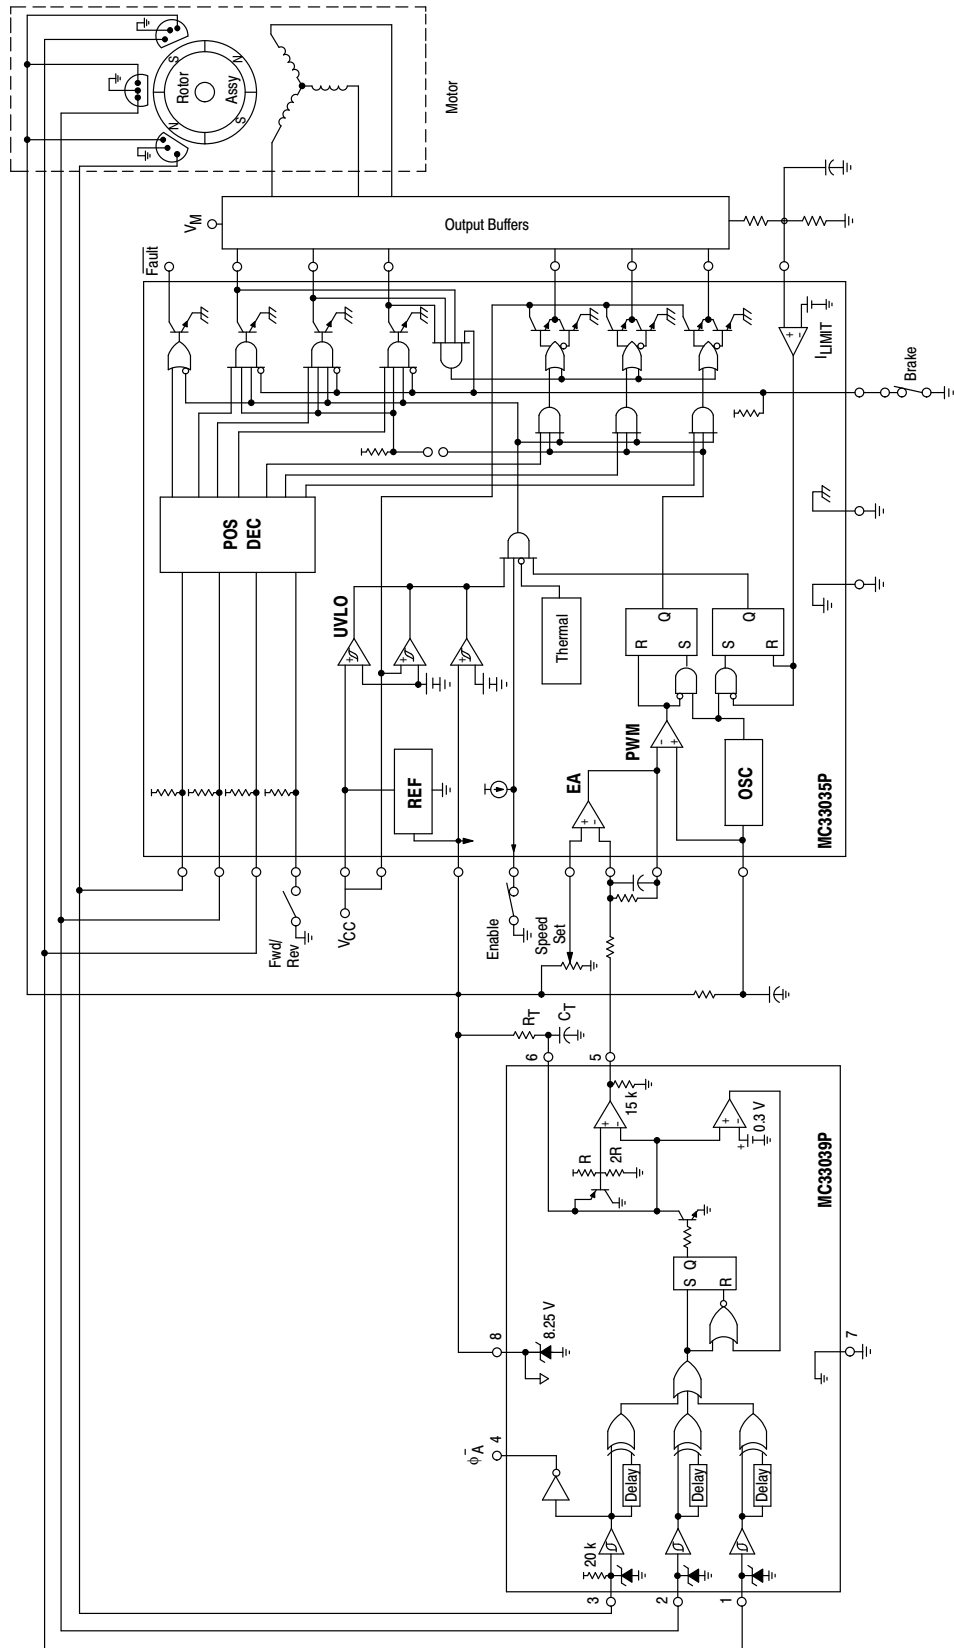 Motor
Rotor
Assy
N
S
N
S
Output Buffers
VM
Fault
ILIMIT
Brake
POS
DEC
UVLO
Thermal
REF
EA
PWM
OSC
R
Q
S
S
Q
R
+
-
MC33035P
Fwd/
Rev
VCC
Enable
Speed
Set
RT
CT
6
5
8
4
ϕ̅A
3
2
1
7
R
2R
15 k
0.3 V
8.25 V
20 k
Delay
Delay
Delay
S
Q
R
MC33039P